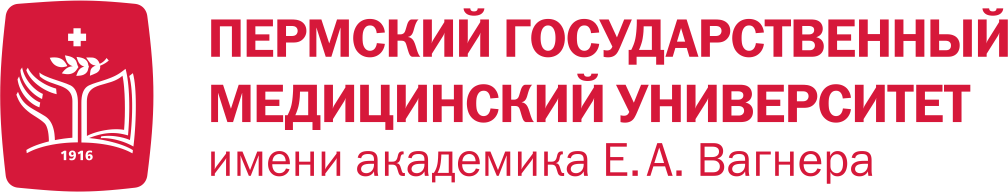 1916
ПЕРМСКИЙ ГОСУДАРСТВЕННЫЙ
МЕДИЦИНСКИЙ УНИВЕРСИТЕТ
имени академика Е. А. Вагнера